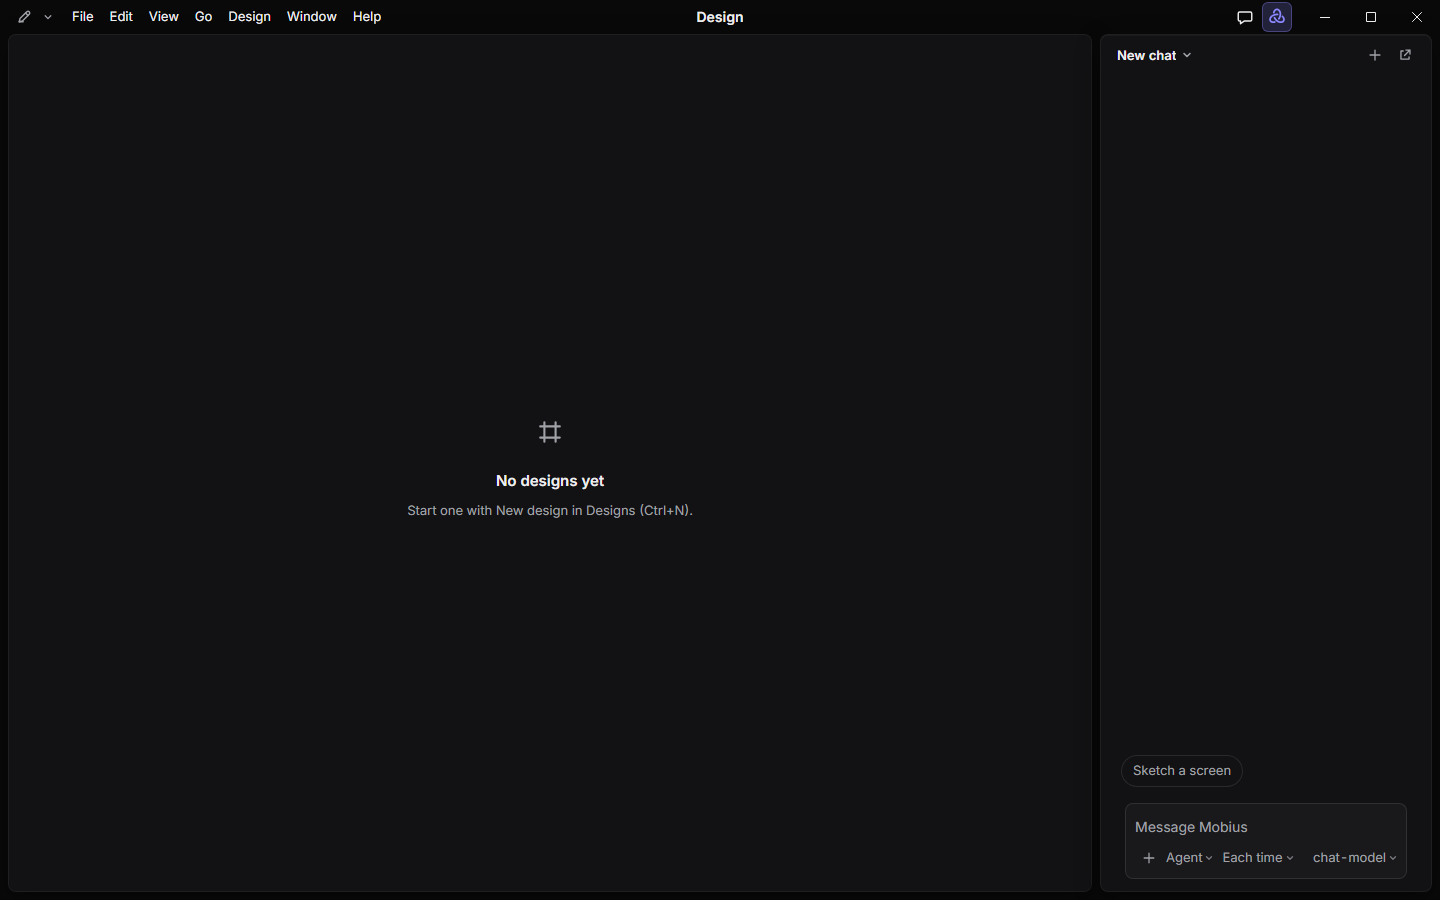 File Edit View Go Design Window Help
Design
New chat
No designs yet
Start one with New design in Designs (Ctrl+N).
Sketch a screen
Message Mobius
Agent Each time chat-model